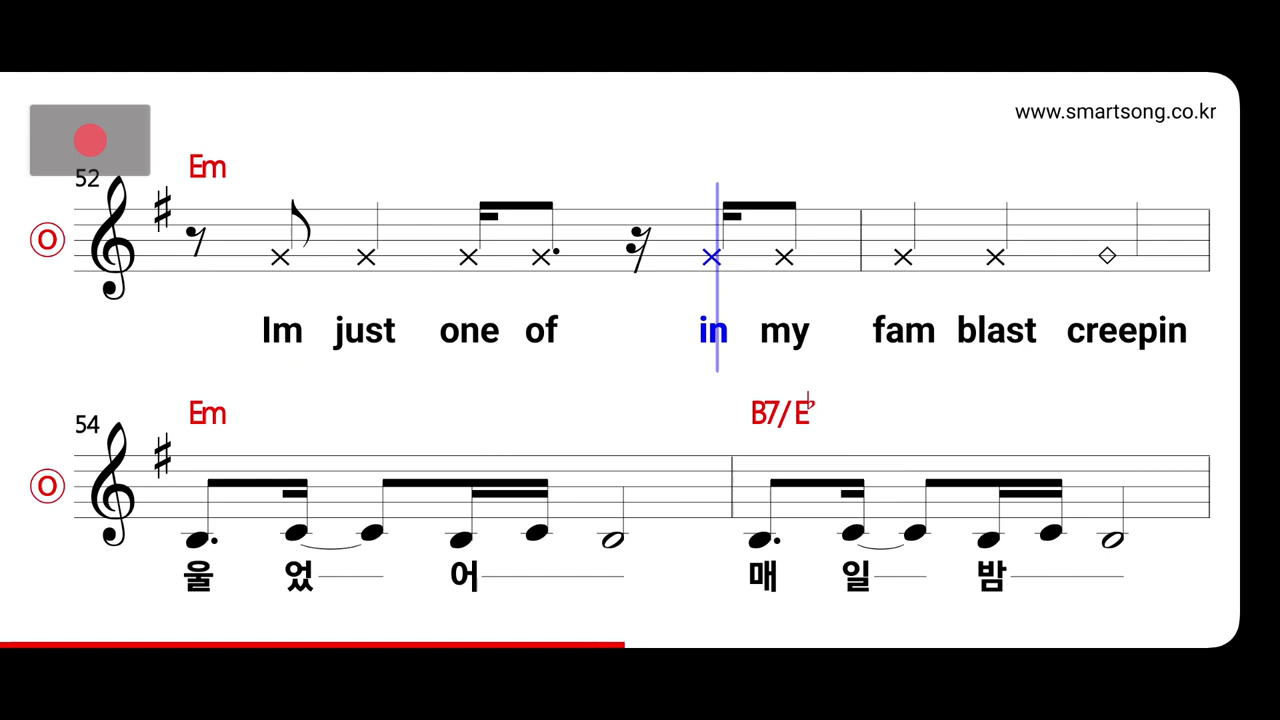 www.smartsong.co.kr
52
Em
O
Im just one of in my fam blast creepin
54
Em B7/E♭
O
울 었 어 매 일 밤